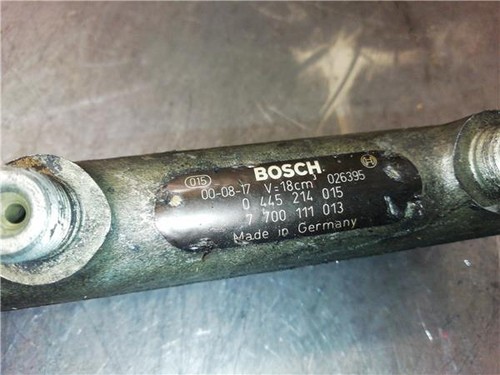 BOSCH
015 00-08-17 V=18cm³ 026395
0 445 214 015
7 700 111 013
Made in Germany